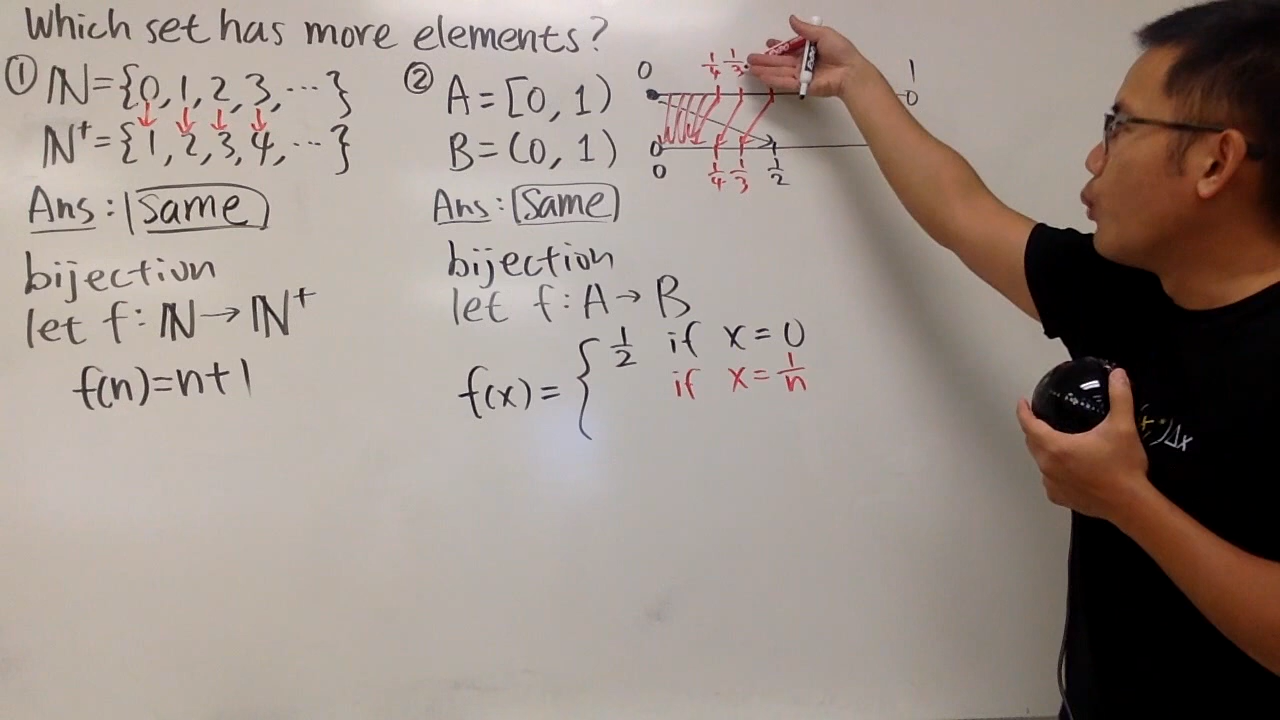 Which set has more elements?
① ℕ={0,1,2,3,⋯}
ℕ⁺={1,2,3,4,⋯}
Ans: Same
bijection
let f: ℕ→ℕ⁺
f(n)=n+1
② A=[0,1)
B=(0,1)
Ans: Same
bijection
let f: A→B
f(x)={ 1/2 if x=0
if x=1/n
0 1/4 1/3 1
0 1/4 1/3 1/2
)Δx